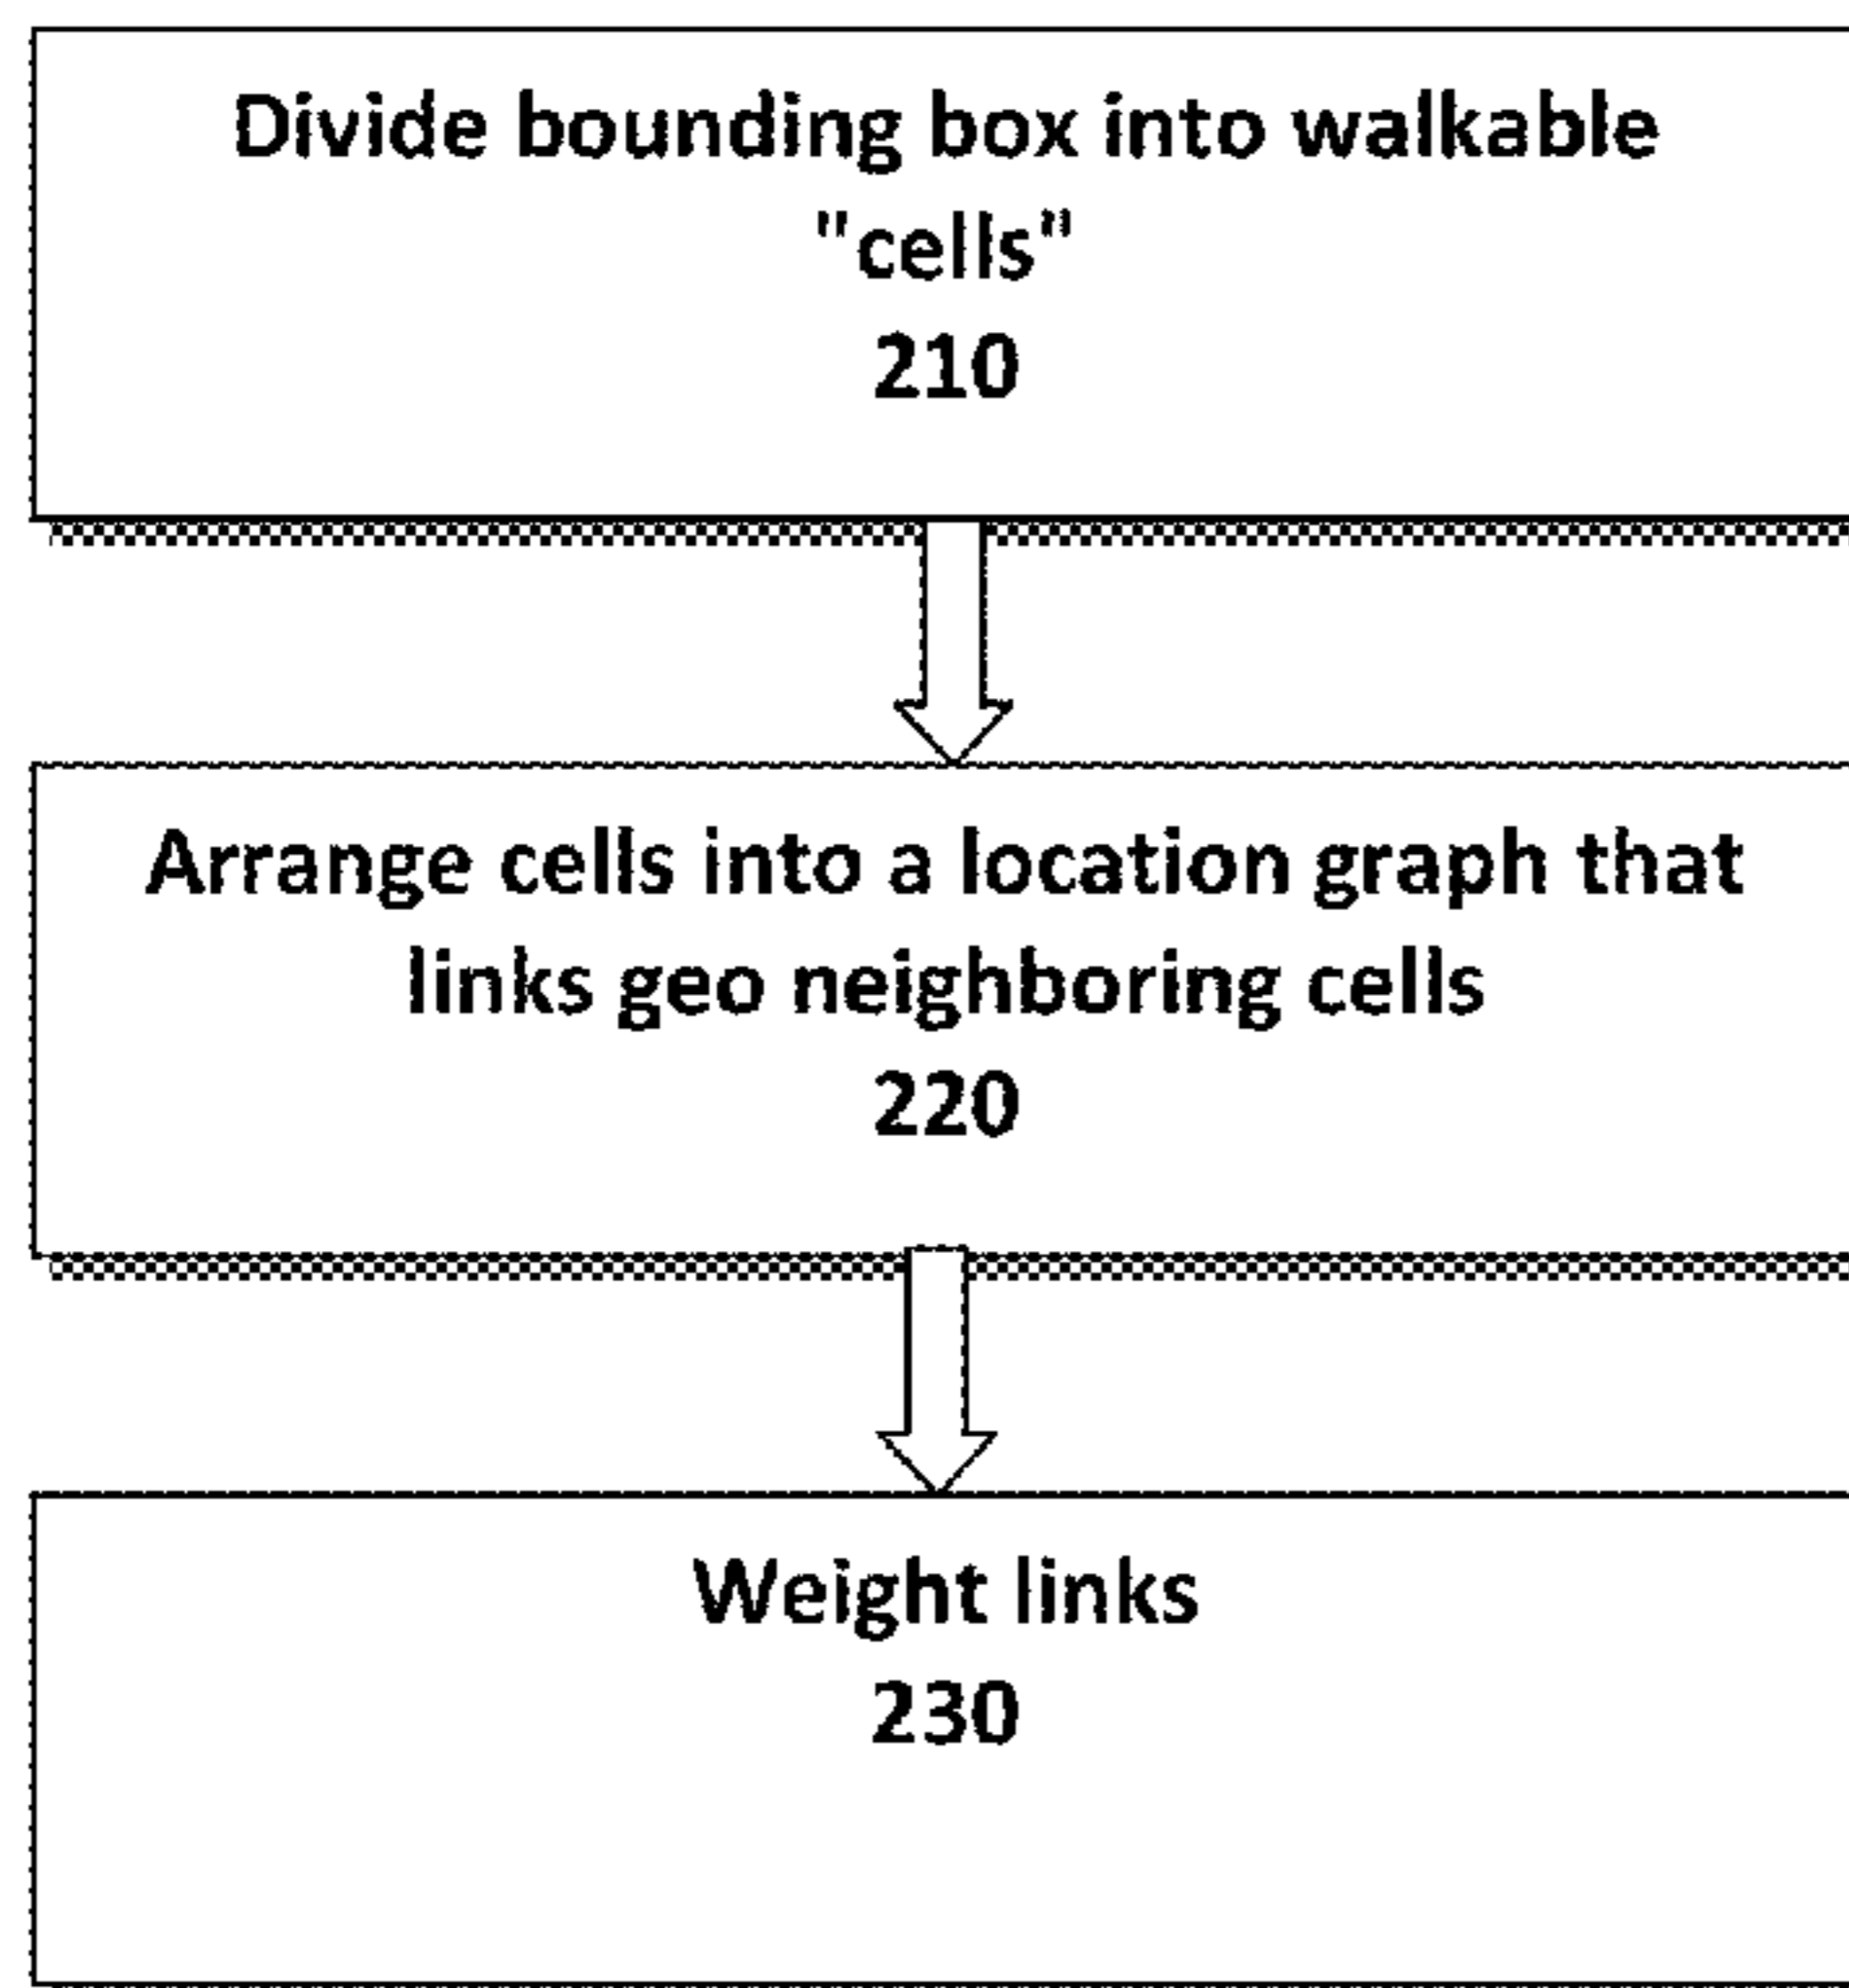 Divide bounding box into walkable
"cells"
210
Arrange cells into a location graph that
links geo neighboring cells
220
Weight links
230